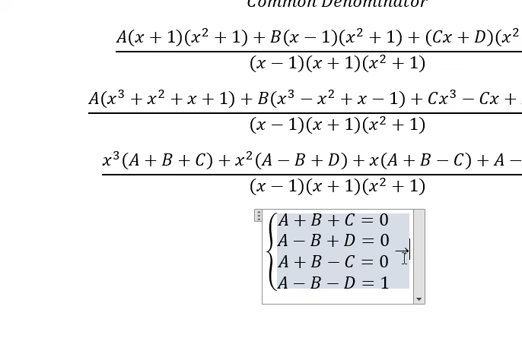 Common Denominator
A(x + 1)(x² + 1) + B(x − 1)(x² + 1) + (Cx + D)(x²
(x − 1)(x + 1)(x² + 1)
A(x³ + x² + x + 1) + B(x³ − x² + x − 1) + Cx³ − Cx +
(x − 1)(x + 1)(x² + 1)
x³(A + B + C) + x²(A − B + D) + x(A + B − C) + A −
(x − 1)(x + 1)(x² + 1)
A + B + C = 0
A − B + D = 0
A + B − C = 0 →
A − B − D = 1